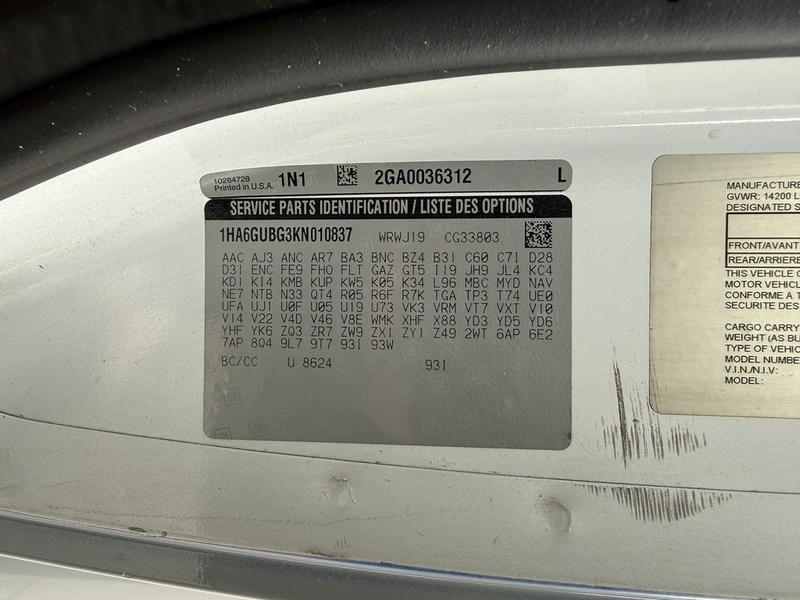 10284728
Printed in U.S.A. 1N1 2GA0036312 L
SERVICE PARTS IDENTIFICATION / LISTE DES OPTIONS
1HA6GUBG3KN010837 WRWJ19 CG33803
AAC AJ3 ANC AR7 BA3 BNC BZ4 B3I C60 C7I D28
D3I ENC FE9 FHO FLT GAZ GT5 I19 JH9 JL4 KC4
KDI KI4 KMB KUP KW5 K05 K34 L96 MBC MYD NAV
NE7 NTB N33 QT4 R05 R6F R7K TGA TP3 T74 UE0
UFA UJI U0F U05 U19 U73 VK3 VRM VT7 VXT V10
V14 V22 V4D V46 V8E WMK XHF X88 YD3 YD5 YD6
YHF YK6 ZQ3 ZR7 ZW9 ZXI ZYI Z49 2WT 6AP 6E2
7AP 8Q4 9L7 9T7 93I 93W
BC/CC U 8624 93I
MANUFACTURE
GVWR: 14200 L
DESIGNATED S
FRONT/AVANT
REAR/ARRIERE
THIS VEHICLE C
MOTOR VEHICL
CONFORME A T
SECURITE DES
CARGO CARRY
WEIGHT (AS BU
TYPE OF VEHIC
MODEL NUMBE
V.I.N./N.I.V:
MODEL: